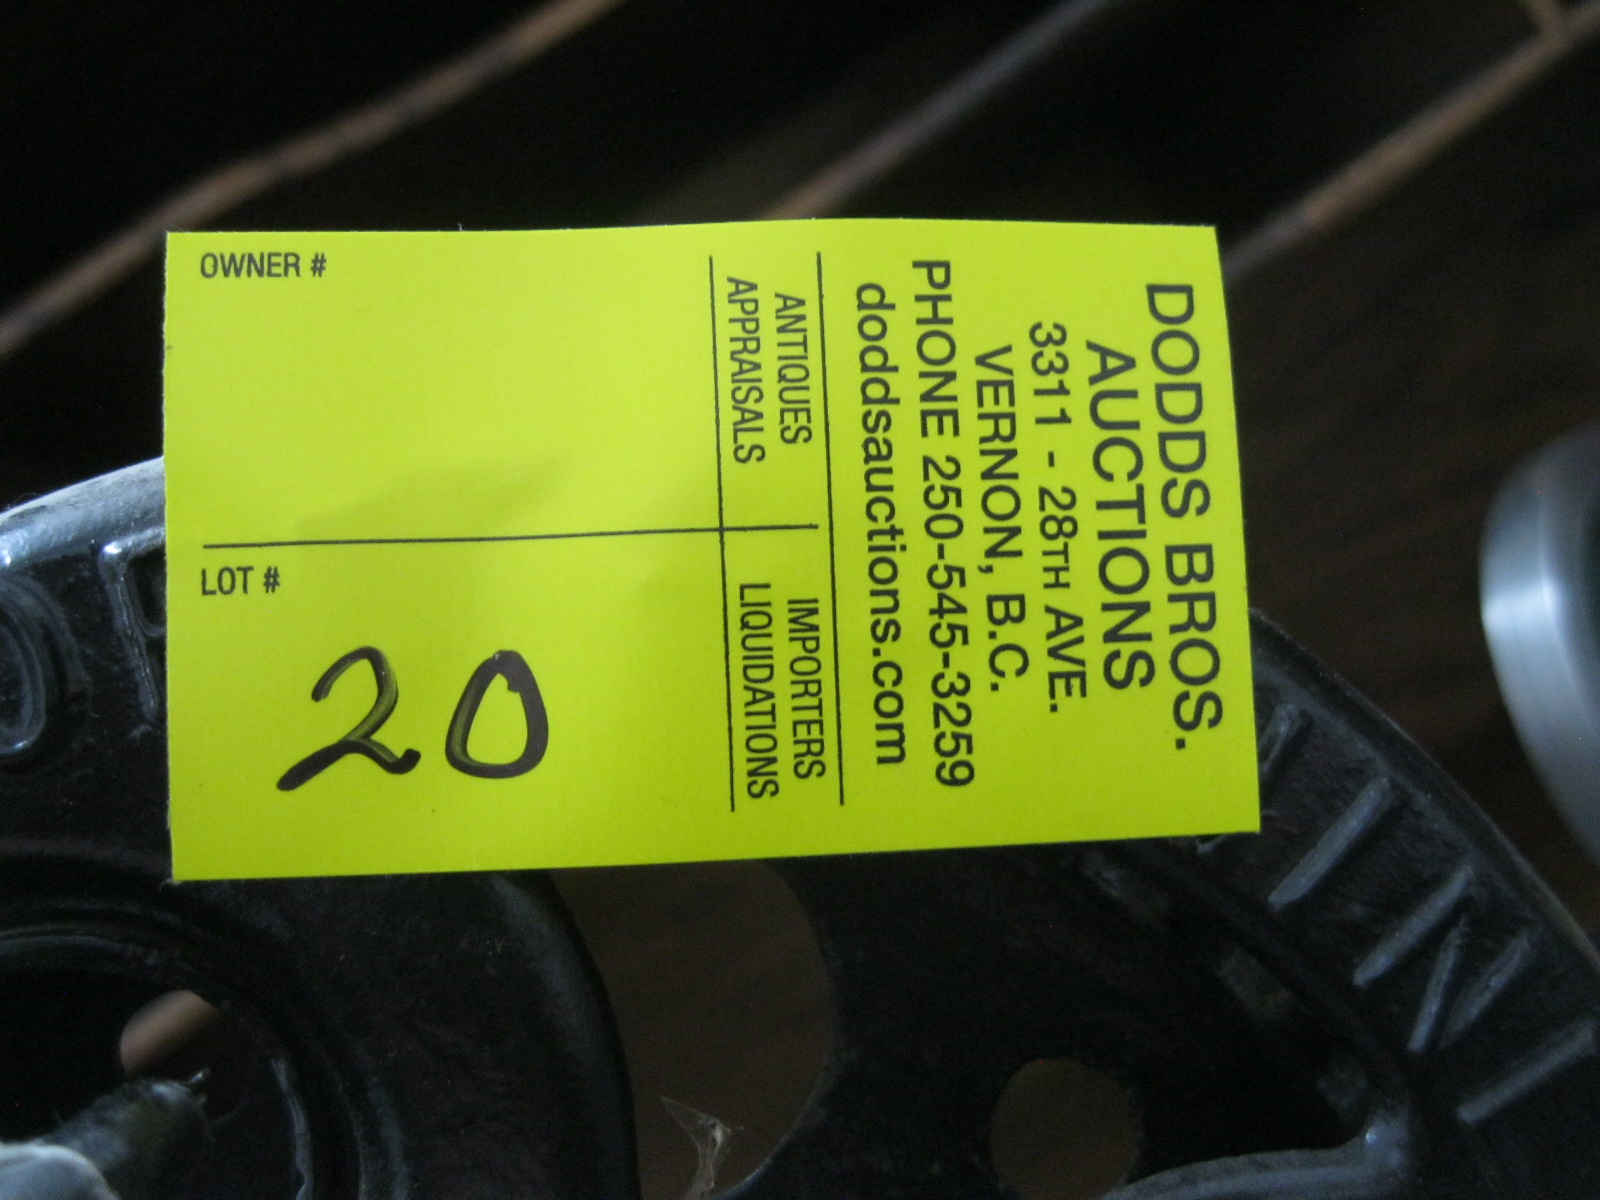 DODDS BROS.
AUCTIONS
3311 - 28TH AVE.
VERNON, B.C.
PHONE 250-545-3259
doddsauctions.com
ANTIQUES
APPRAISALS
IMPORTERS
LIQUIDATIONS
OWNER #
LOT #
20